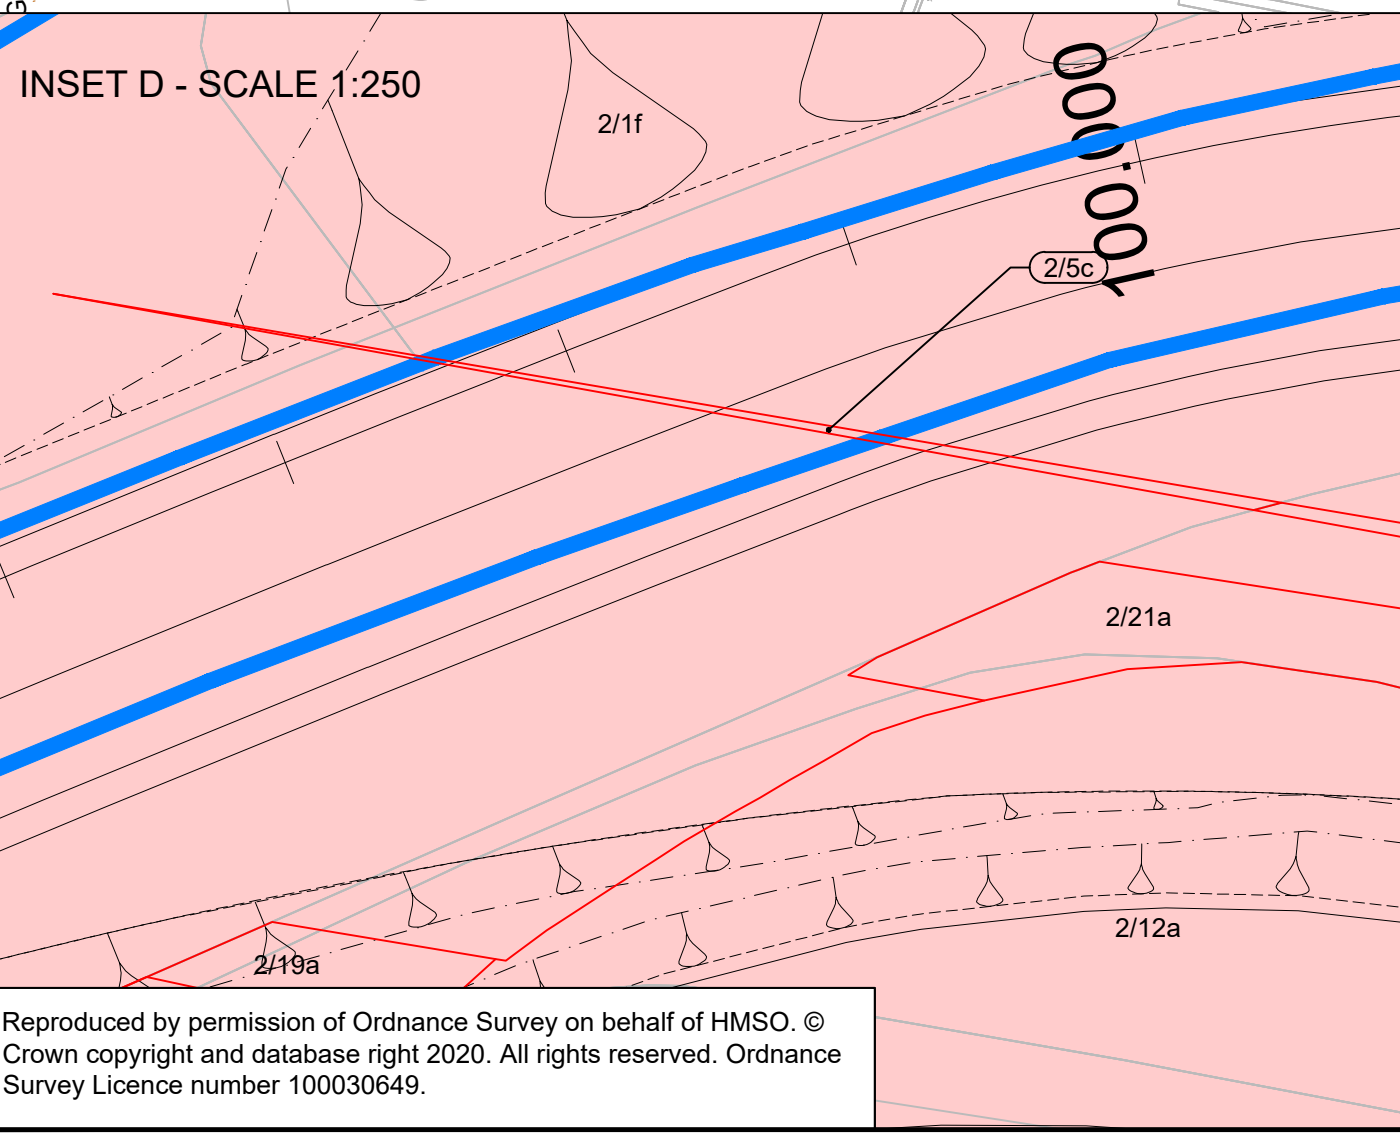 INSET D - SCALE 1:250
2/1f
100.000
2/5c
2/21a
2/12a
2/19a
Reproduced by permission of Ordnance Survey on behalf of HMSO. ©
Crown copyright and database right 2020. All rights reserved. Ordnance
Survey Licence number 100030649.